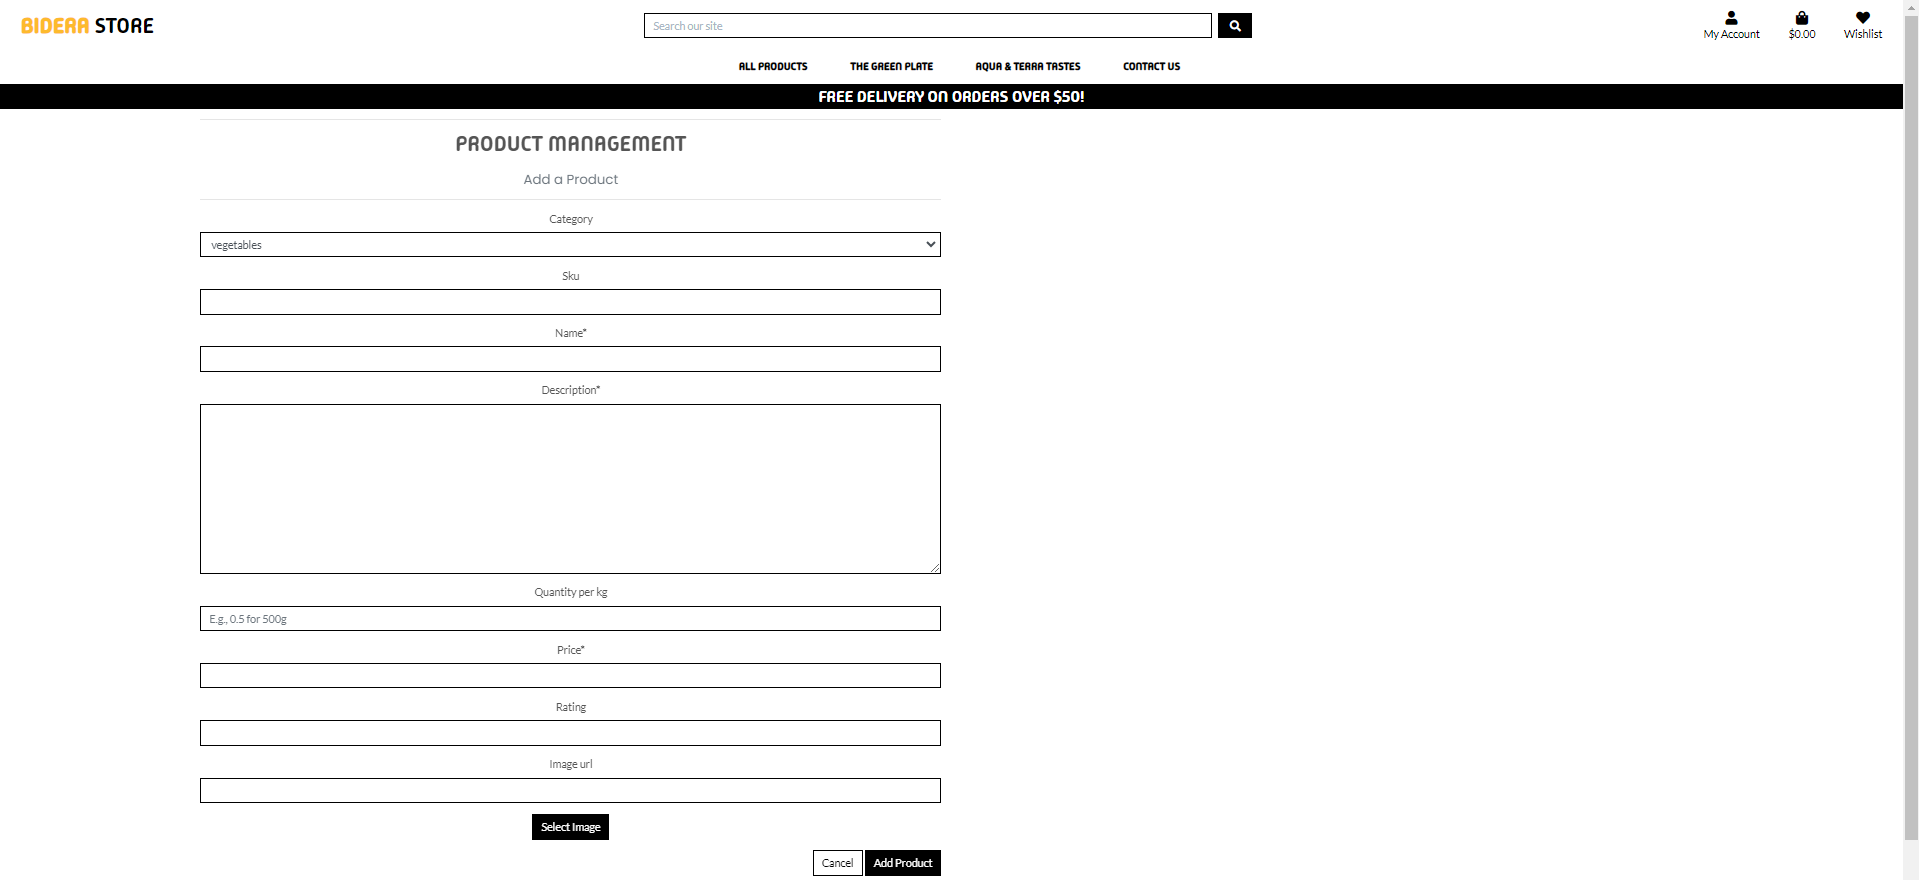 BIDERA STORE
Search our site
My Account
$0.00
Wishlist
ALL PRODUCTS
THE GREEN PLATE
AQUA & TERRA TASTES
CONTACT US
FREE DELIVERY ON ORDERS OVER $50!
PRODUCT MANAGEMENT
Add a Product
Category
vegetables
Sku
Name*
Description*
Quantity per kg
E.g., 0.5 for 500g
Price*
Rating
Image url
Select Image
Cancel
Add Product